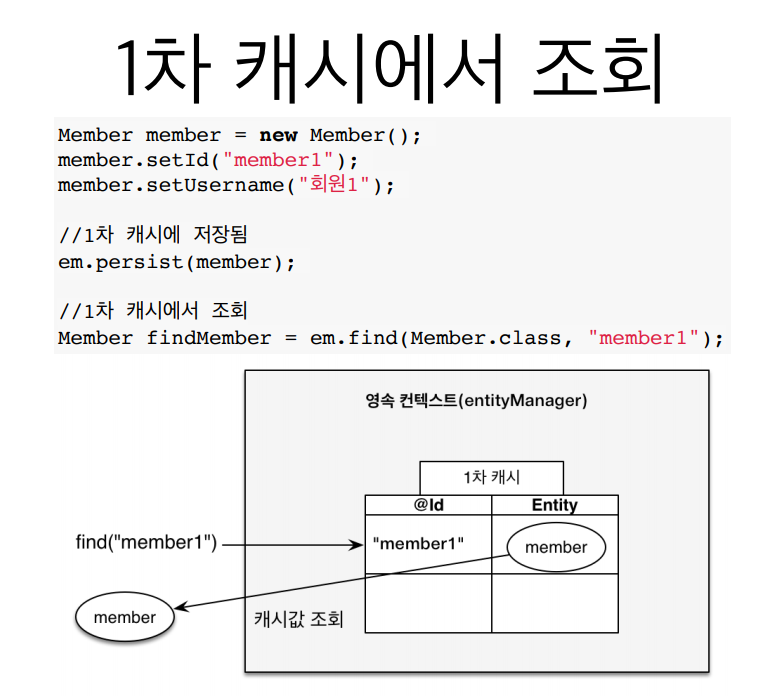 1차 캐시에서 조회
Member member = new Member();
member.setId("member1");
member.setUsername("회원1");
//1차 캐시에 저장됨
em.persist(member);
//1차 캐시에서 조회
Member findMember = em.find(Member.class, "member1");
영속 컨텍스트(entityManager)
1차 캐시
@Id Entity
find("member1") "member1" member
member 캐시값 조회